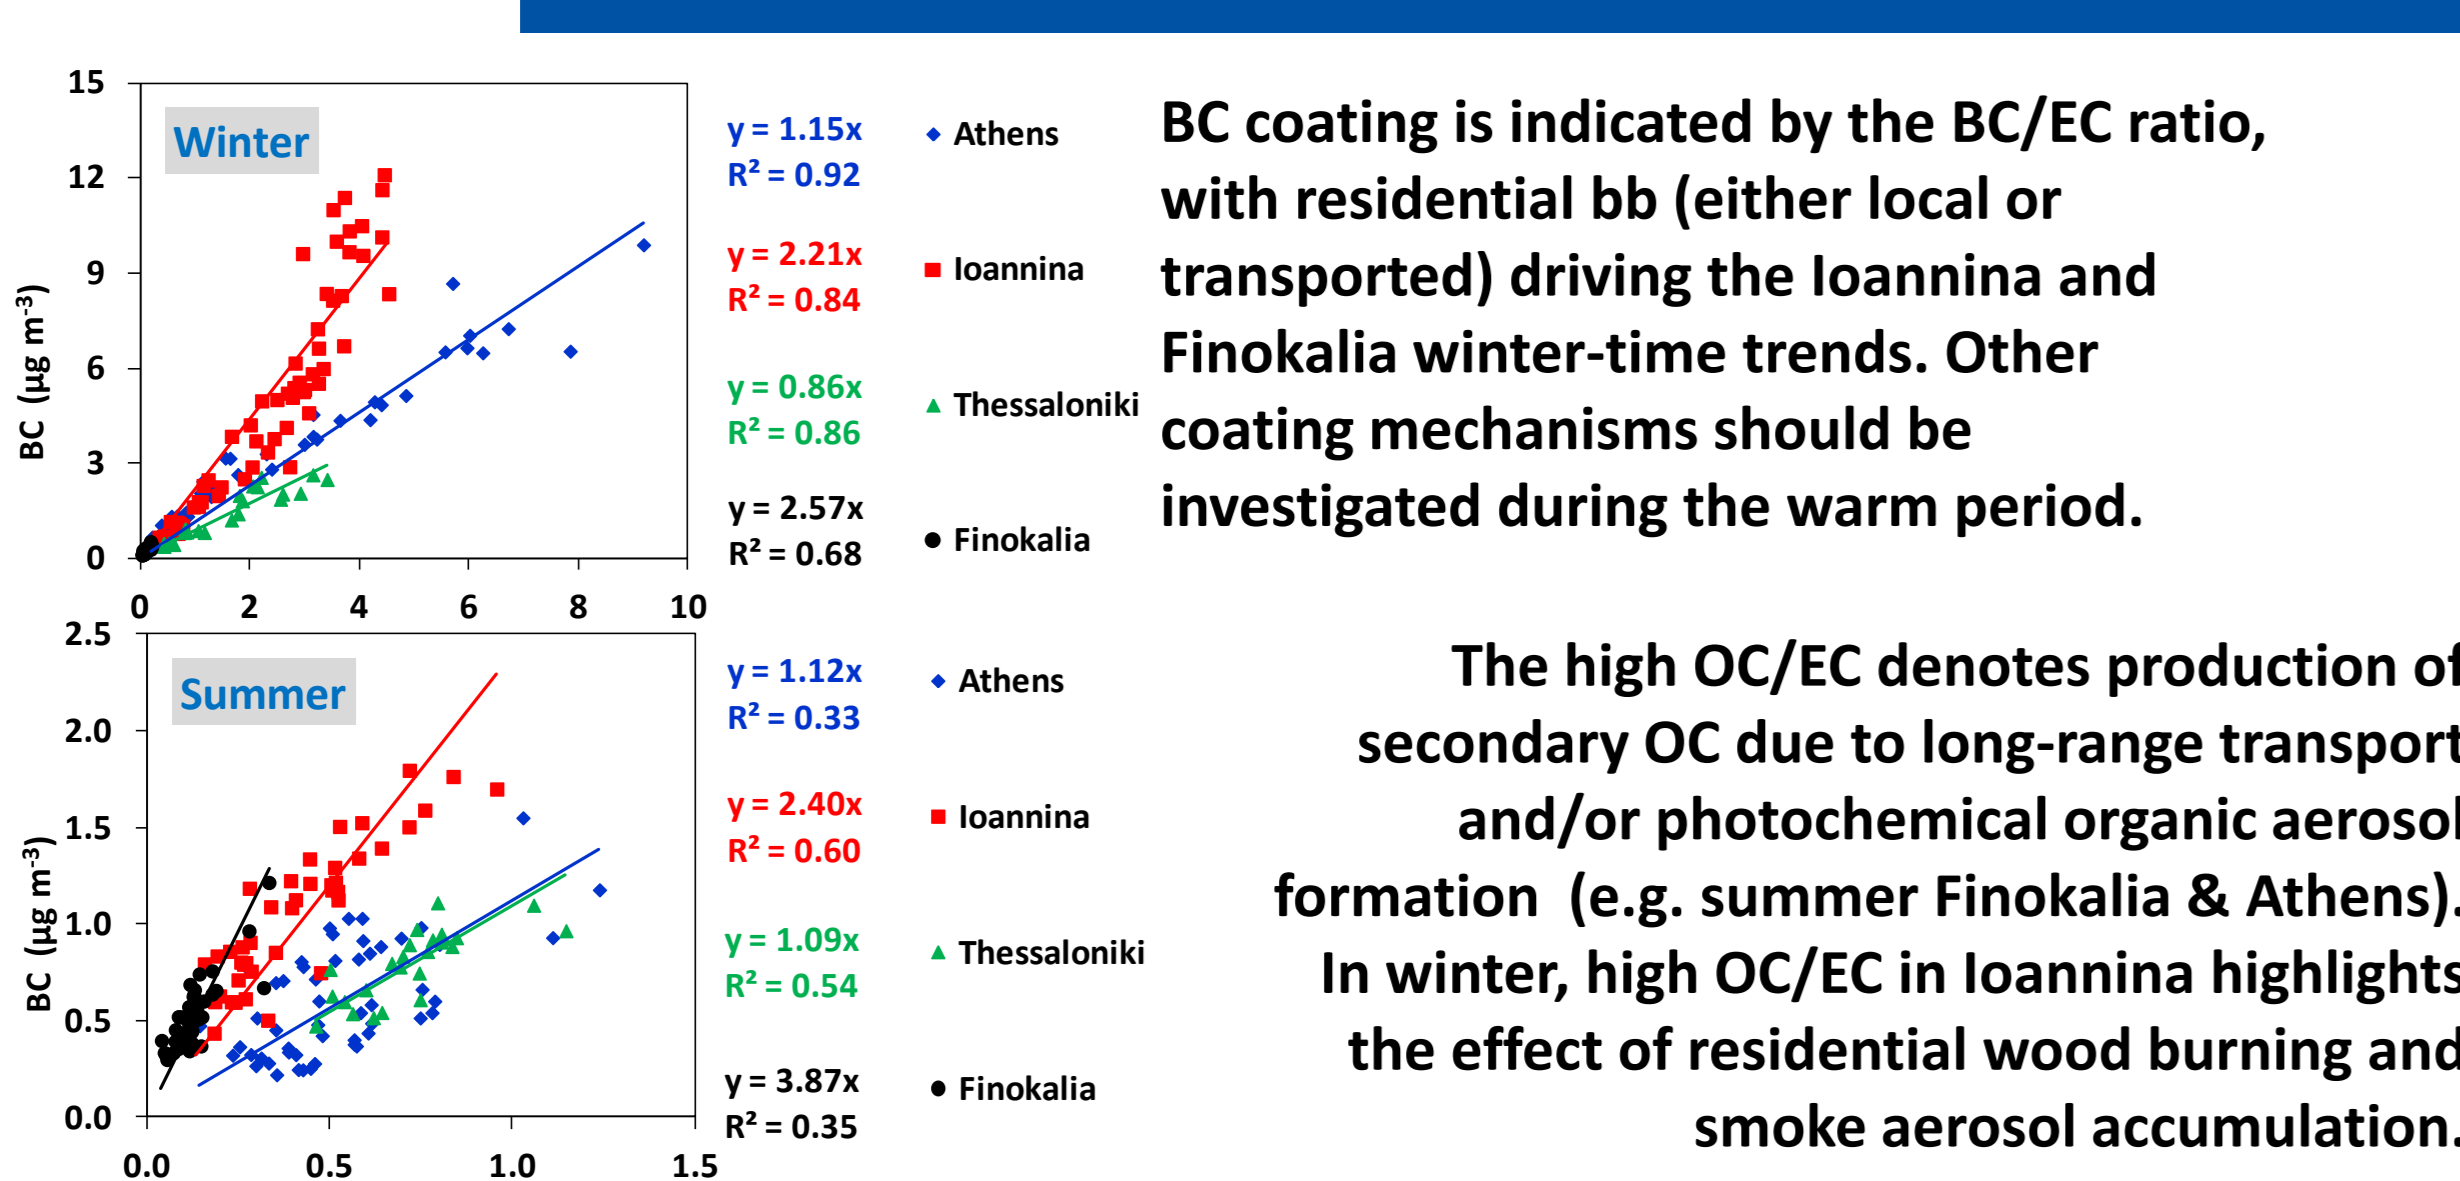 15
12
9
6
3
0
BC (µg m⁻³)
Winter
0 2 4 6 8 10
y = 1.15x
R² = 0.92
Athens
y = 2.21x
R² = 0.84
Ioannina
y = 0.86x
R² = 0.86
Thessaloniki
y = 2.57x
R² = 0.68
Finokalia
BC coating is indicated by the BC/EC ratio,
with residential bb (either local or
transported) driving the Ioannina and
Finokalia winter-time trends. Other
coating mechanisms should be
investigated during the warm period.
2.5
2.0
1.5
1.0
0.5
0.0
BC (µg m⁻³)
Summer
0.0 0.5 1.0 1.5
y = 1.12x
R² = 0.33
Athens
y = 2.40x
R² = 0.60
Ioannina
y = 1.09x
R² = 0.54
Thessaloniki
y = 3.87x
R² = 0.35
Finokalia
The high OC/EC denotes production of
secondary OC due to long-range transport
and/or photochemical organic aerosol
formation (e.g. summer Finokalia & Athens).
In winter, high OC/EC in Ioannina highlights
the effect of residential wood burning and
smoke aerosol accumulation.